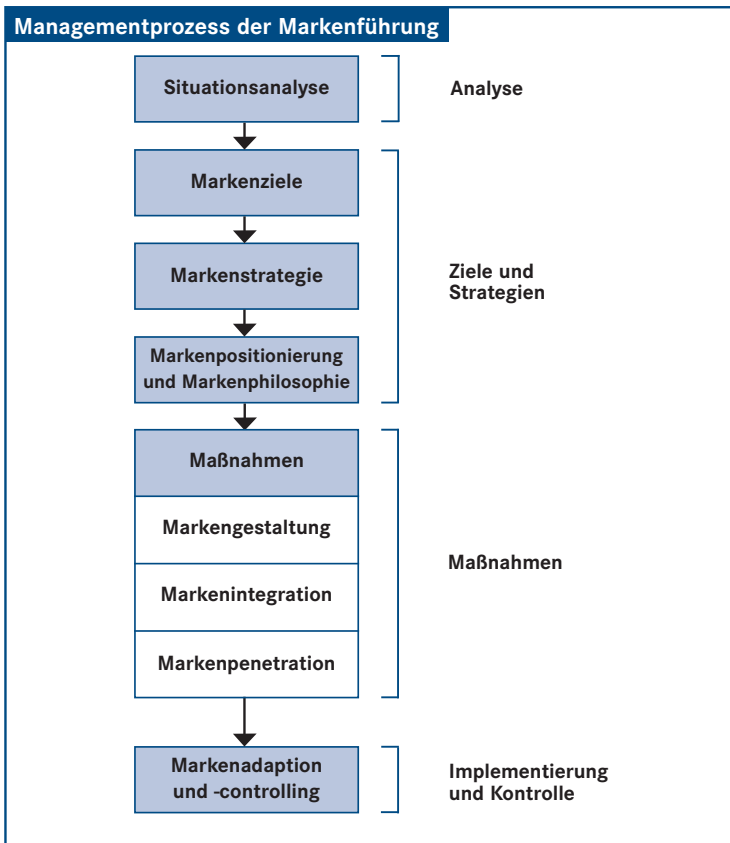 Managementprozess der Markenführung
Situationsanalyse
Analyse
Markenziele
Markenstrategie
Ziele und
Strategien
Markenpositionierung
und Markenphilosophie
Maßnahmen
Markengestaltung
Maßnahmen
Markenintegration
Markenpenetration
Markenadaption
und -controlling
Implementierung
und Kontrolle